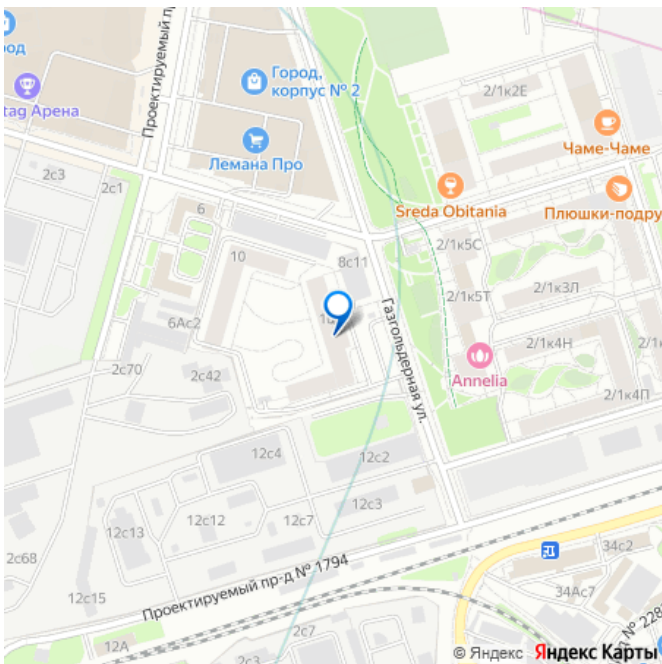 Проектируемый пр
род
tag Арена
Город,
корпус № 2
Лемана Про
2/1к2Е
Чаме-Чаме
Sreda Obitania
Плюшки-подру
2с3
2с1
6
10
8с11
2/1к5С
2/1к5Т
2/1к3Л
6Ас2
Газгольдерная ул.
2/1к4Н
Annelia
2/1к4П
2с70
2с42
12с4
12с2
12с3
12с13
12с12
12с7
2с68
12с15
Проектируемый пр-д № 1794
34с2
34Ас7
12А
2с7
2с3
д № 228
© Яндекс Яндекс Карты